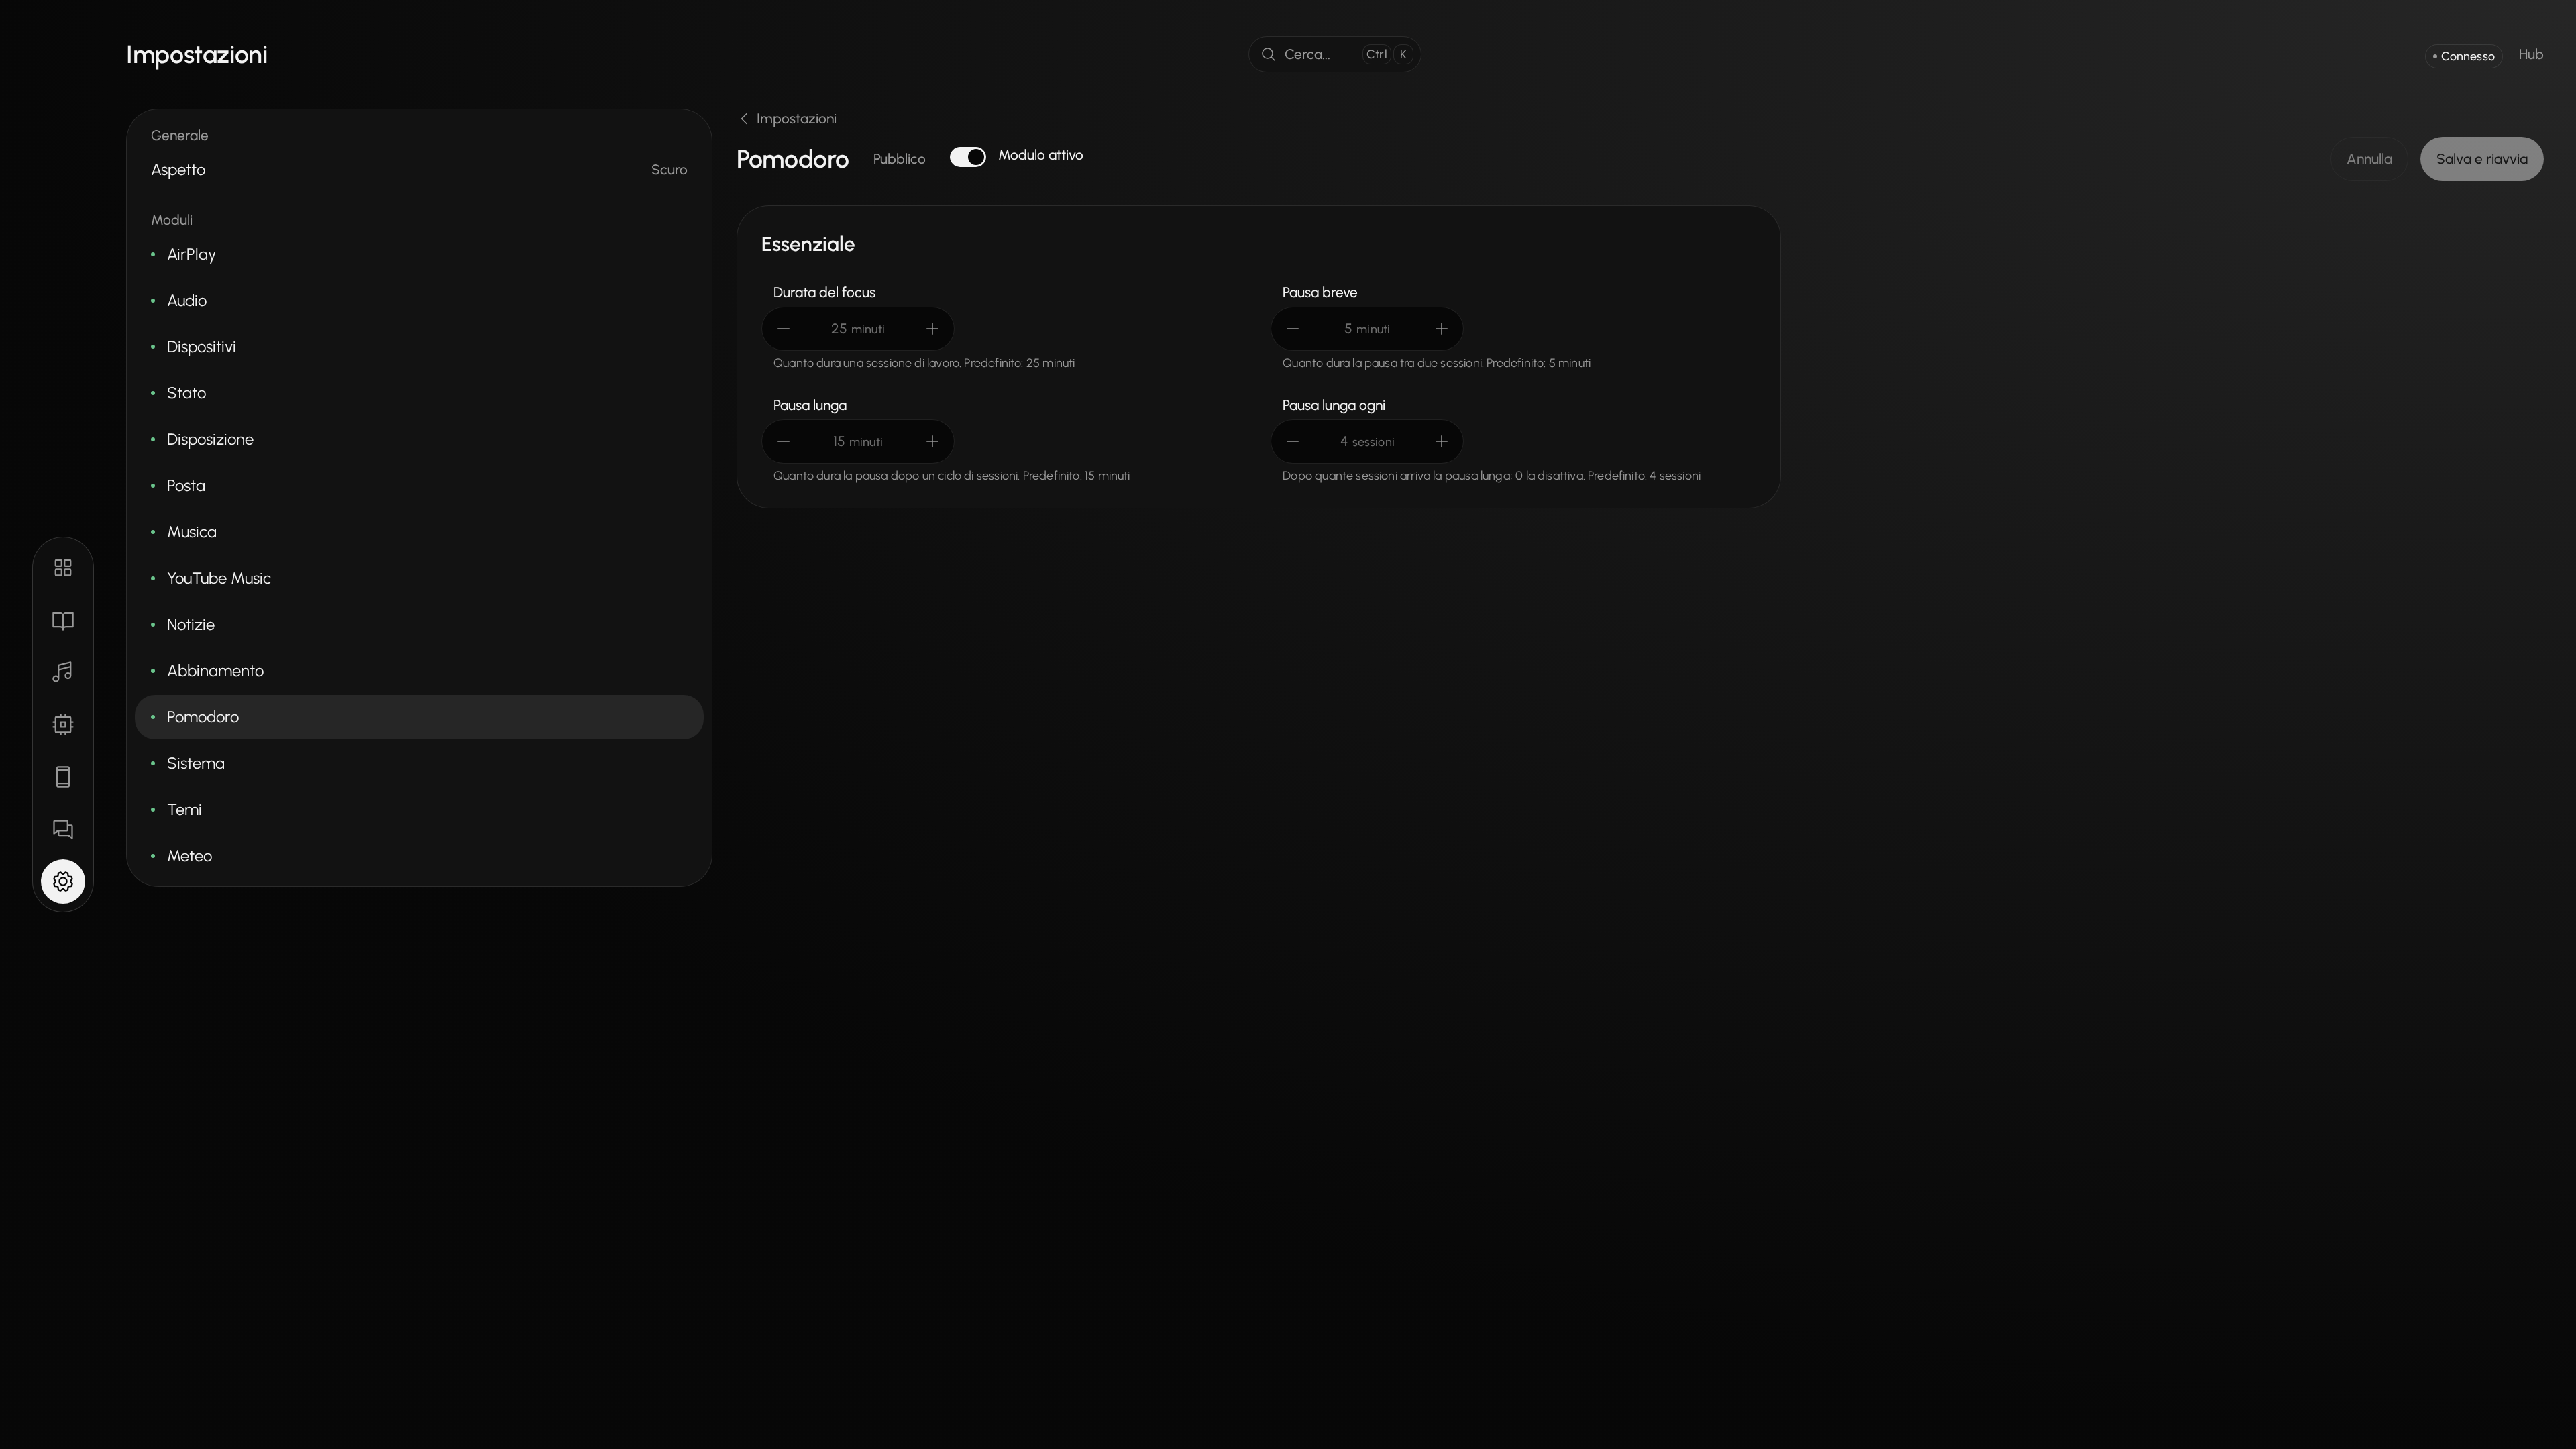 Impostazioni
Cerca... Ctrl K
Connesso Hub
Generale
Aspetto Scuro
Moduli
AirPlay
Audio
Dispositivi
Stato
Disposizione
Posta
Musica
YouTube Music
Notizie
Abbinamento
Pomodoro
Sistema
Temi
Meteo
Impostazioni
Pomodoro Pubblico Modulo attivo
Annulla Salva e riavvia
Essenziale
Durata del focus
25 minuti
Quanto dura una sessione di lavoro. Predefinito: 25 minuti
Pausa breve
5 minuti
Quanto dura la pausa tra due sessioni. Predefinito: 5 minuti
Pausa lunga
15 minuti
Quanto dura la pausa dopo un ciclo di sessioni. Predefinito: 15 minuti
Pausa lunga ogni
4 sessioni
Dopo quante sessioni arriva la pausa lunga; 0 la disattiva. Predefinito: 4 sessioni